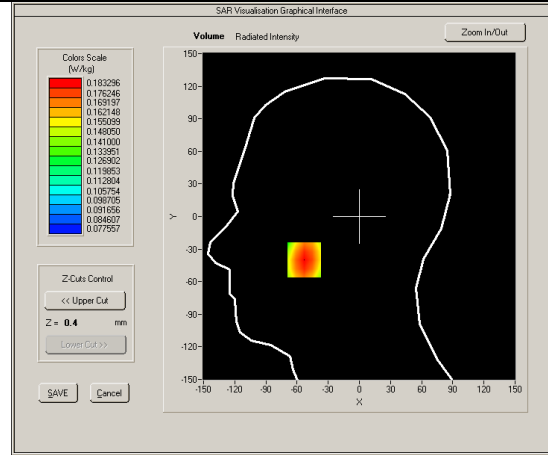 SAR Visualisation Graphical Interface
Volume Radiated Intensity
Zoom In/Out
Colors Scale
(W/kg)
0.183296
0.176246
0.169197
0.162148
0.155099
0.148050
0.141000
0.133951
0.126902
0.119853
0.112804
0.105754
0.098705
0.091656
0.084607
0.077557
Z-Cuts Control
<< Upper Cut
Z = 0.4 mm
Lower Cut >>
SAVE
Cancel
150
120
90
60
30
0
-30
-60
-90
-120
-150
Y
-150 -120 -90 -60 -30 0 30 60 90 120 150
X